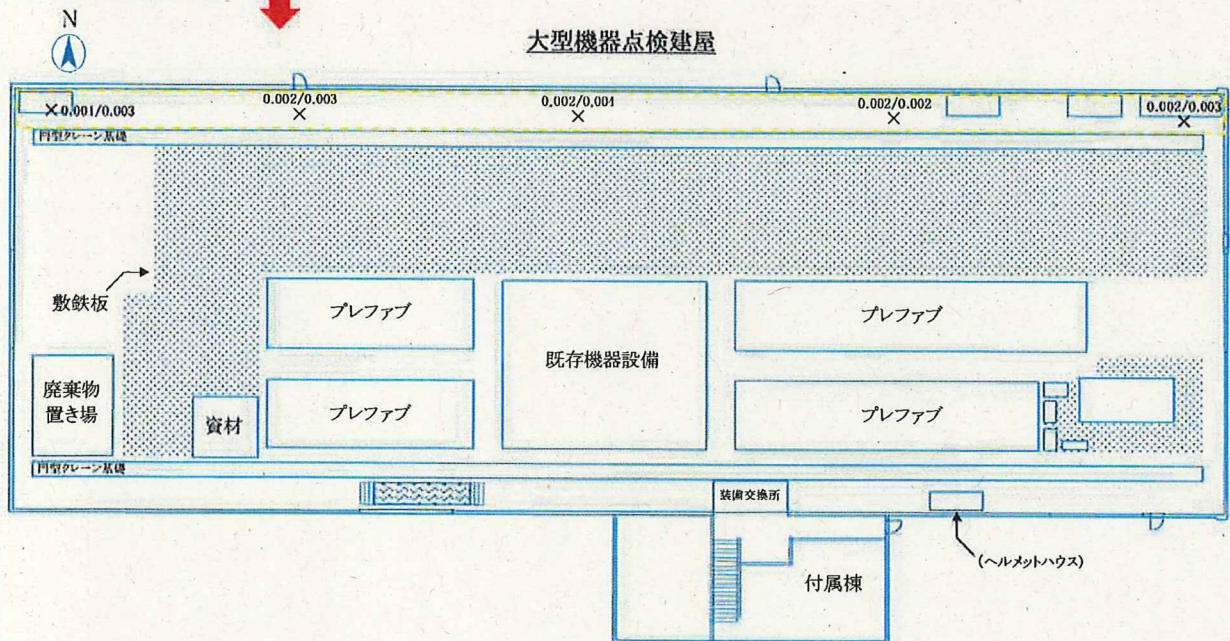 N
大型機器点検建屋
0.001/0.003
0.002/0.003
0.002/0.001
0.002/0.002
0.002/0.003
門型クレーン基礎
敷鉄板
プレファブ
既存機器設備
プレファブ
廃棄物
置き場
資材
プレファブ
プレファブ
門型クレーン基礎
装備交換所
(ヘルメットハウス)
付属棟